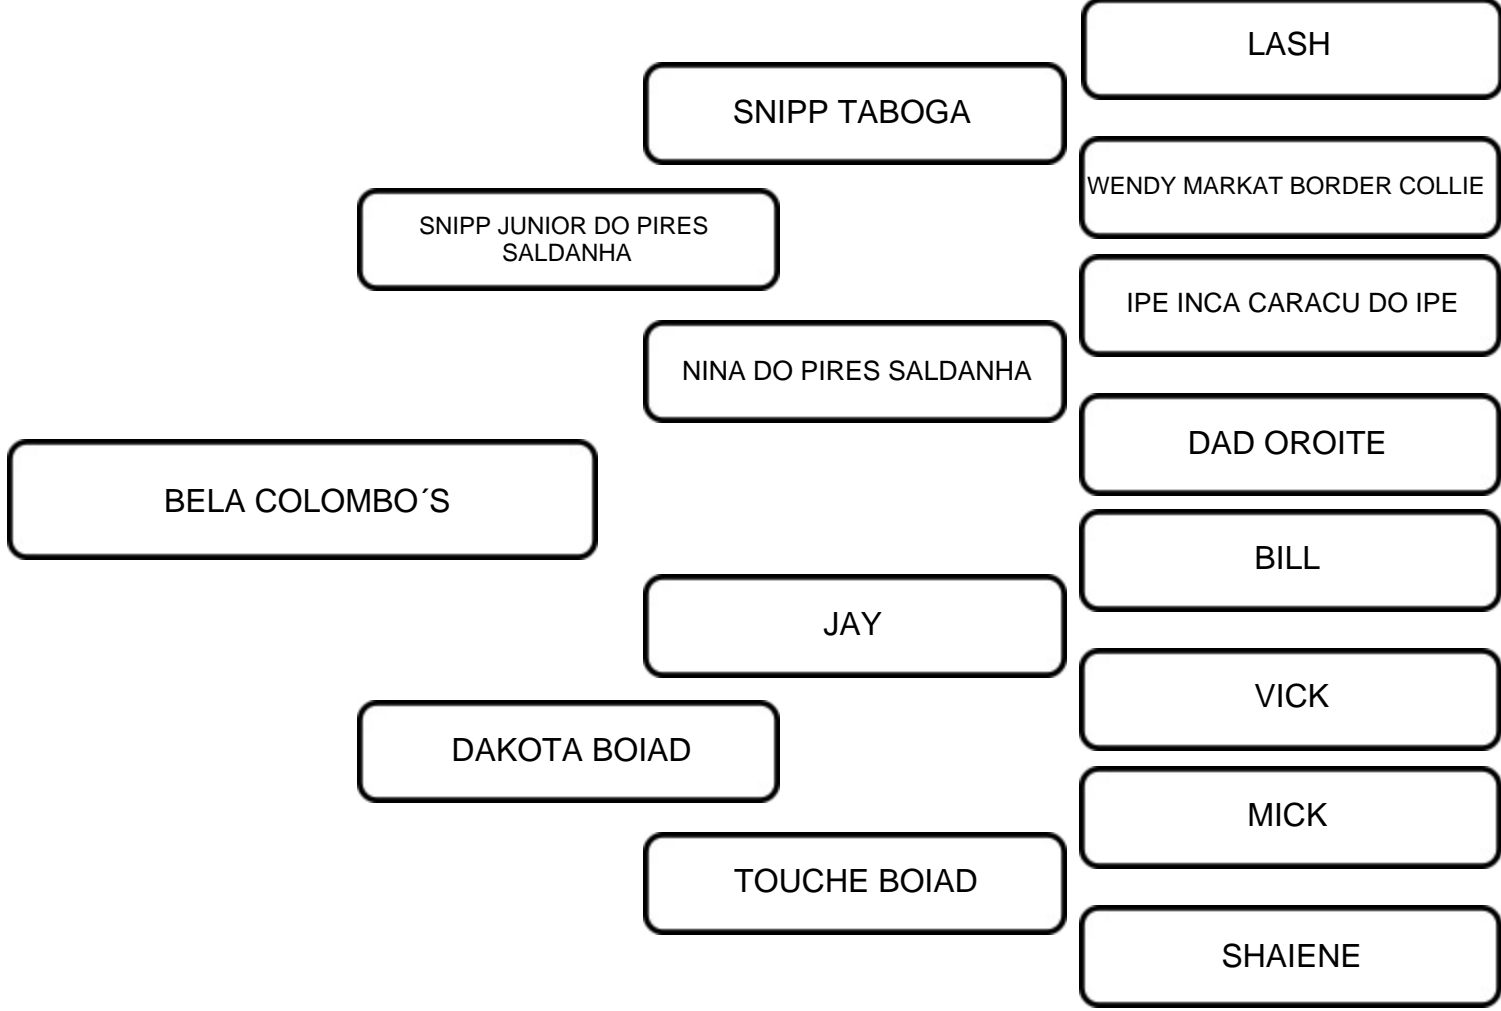 LASH
SNIPP TABOGA
WENDY MARKAT BORDER COLLIE
SNIPP JUNIOR DO PIRES
SALDANHA
IPE INCA CARACU DO IPE
NINA DO PIRES SALDANHA
DAD OROITE
BELA COLOMBO´S
BILL
JAY
VICK
DAKOTA BOIAD
MICK
TOUCHE BOIAD
SHAIENE